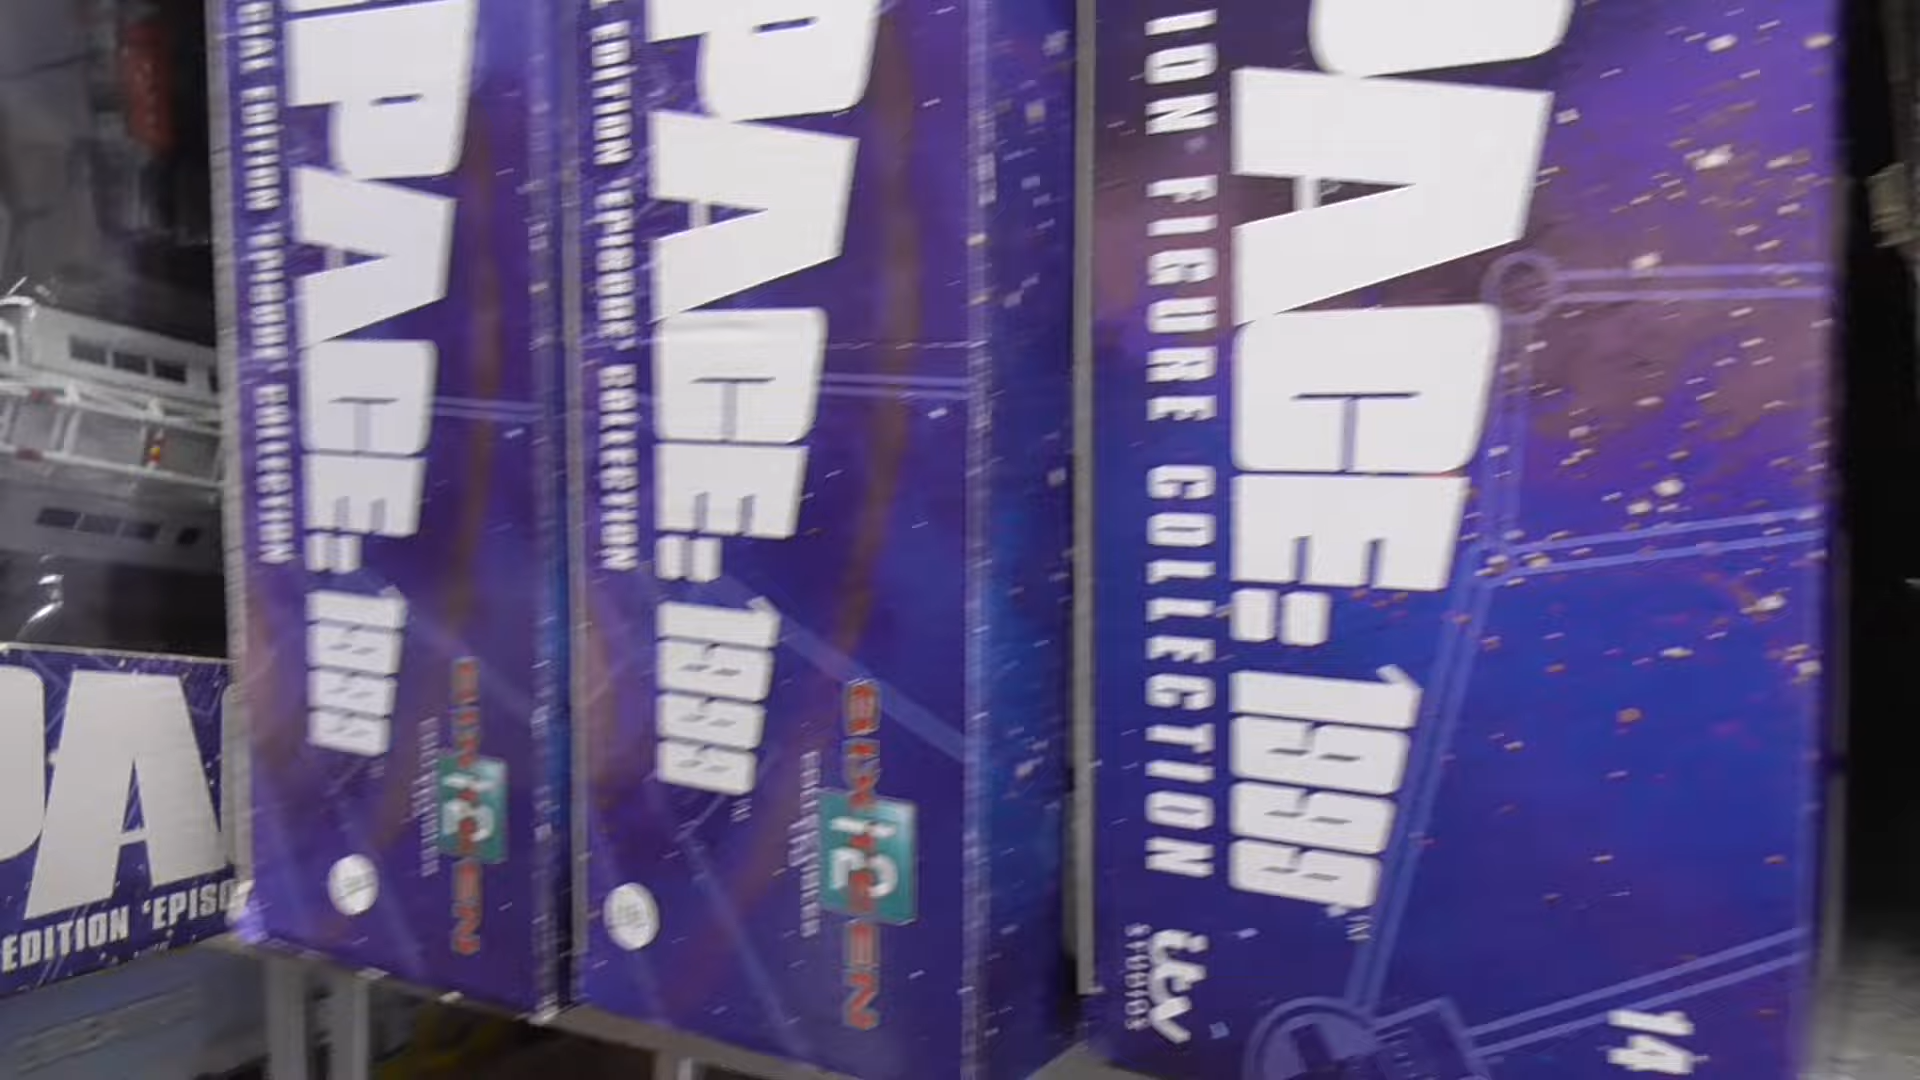 EDITION 'EPISODE' COLLECTION
PACE: 1999
SIXTEEN
12
EDITION 'EPISODE' COLLECTION
PACE: 1999
SIXTEEN
12
ION FIGURE COLLECTION
PACE: 1999
itv
STUDIOS
14
PA
EDITION 'EPISO